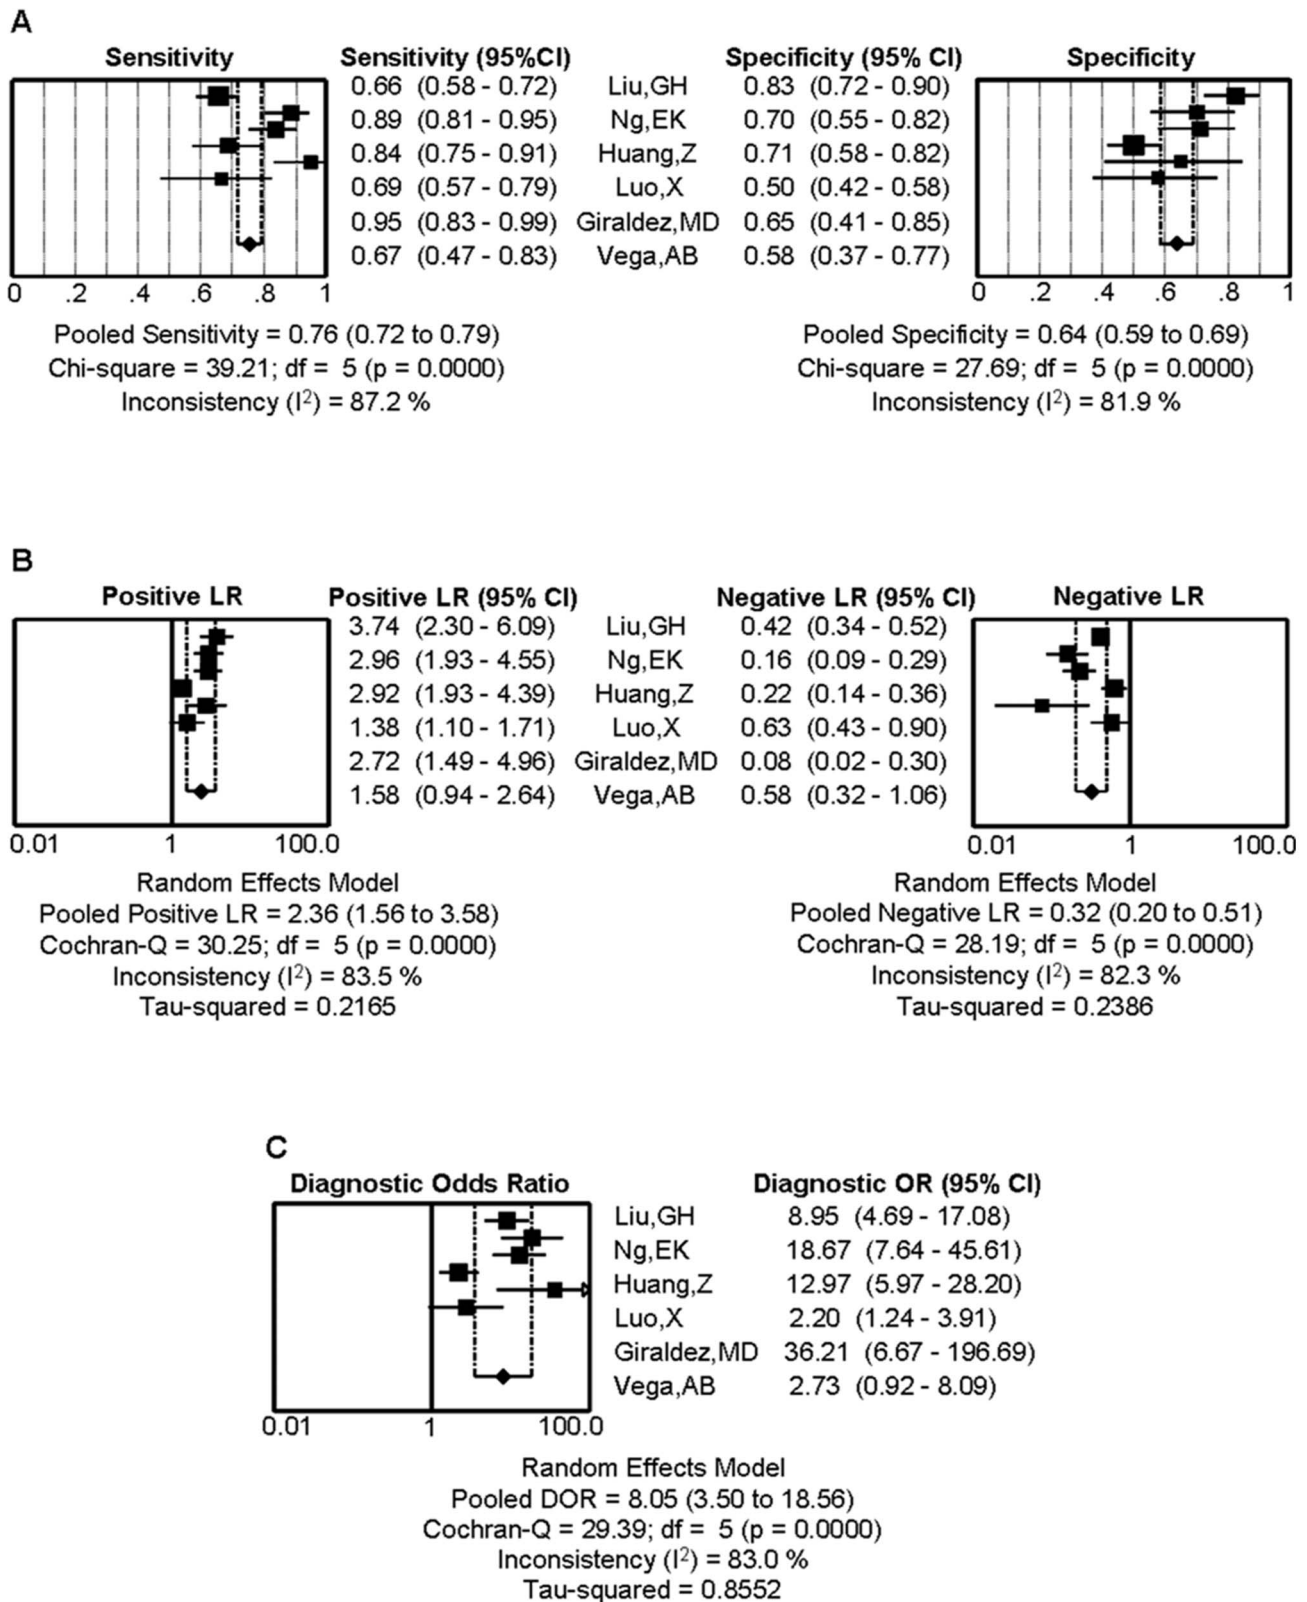 A
Sensitivity Sensitivity (95%CI) Specificity (95% CI) Specificity
0.66 (0.58 - 0.72) Liu,GH 0.83 (0.72 - 0.90)
0.89 (0.81 - 0.95) Ng,EK 0.70 (0.55 - 0.82)
0.84 (0.75 - 0.91) Huang,Z 0.71 (0.58 - 0.82)
0.69 (0.57 - 0.79) Luo,X 0.50 (0.42 - 0.58)
0.95 (0.83 - 0.99) Giraldez,MD 0.65 (0.41 - 0.85)
0.67 (0.47 - 0.83) Vega,AB 0.58 (0.37 - 0.77)
0 .2 .4 .6 .8 1 0 .2 .4 .6 .8 1
Pooled Sensitivity = 0.76 (0.72 to 0.79) Pooled Specificity = 0.64 (0.59 to 0.69)
Chi-square = 39.21; df = 5 (p = 0.0000) Chi-square = 27.69; df = 5 (p = 0.0000)
Inconsistency (I²) = 87.2 % Inconsistency (I²) = 81.9 %
B
Positive LR Positive LR (95% CI) Negative LR (95% CI) Negative LR
3.74 (2.30 - 6.09) Liu,GH 0.42 (0.34 - 0.52)
2.96 (1.93 - 4.55) Ng,EK 0.16 (0.09 - 0.29)
2.92 (1.93 - 4.39) Huang,Z 0.22 (0.14 - 0.36)
1.38 (1.10 - 1.71) Luo,X 0.63 (0.43 - 0.90)
2.72 (1.49 - 4.96) Giraldez,MD 0.08 (0.02 - 0.30)
1.58 (0.94 - 2.64) Vega,AB 0.58 (0.32 - 1.06)
0.01 1 100.0 0.01 1 100.0
Random Effects Model Random Effects Model
Pooled Positive LR = 2.36 (1.56 to 3.58) Pooled Negative LR = 0.32 (0.20 to 0.51)
Cochran-Q = 30.25; df = 5 (p = 0.0000) Cochran-Q = 28.19; df = 5 (p = 0.0000)
Inconsistency (I²) = 83.5 % Inconsistency (I²) = 82.3 %
Tau-squared = 0.2165 Tau-squared = 0.2386
C
Diagnostic Odds Ratio Diagnostic OR (95% CI)
Liu,GH 8.95 (4.69 - 17.08)
Ng,EK 18.67 (7.64 - 45.61)
Huang,Z 12.97 (5.97 - 28.20)
Luo,X 2.20 (1.24 - 3.91)
Giraldez,MD 36.21 (6.67 - 196.69)
Vega,AB 2.73 (0.92 - 8.09)
0.01 1 100.0
Random Effects Model
Pooled DOR = 8.05 (3.50 to 18.56)
Cochran-Q = 29.39; df = 5 (p = 0.0000)
Inconsistency (I²) = 83.0 %
Tau-squared = 0.8552